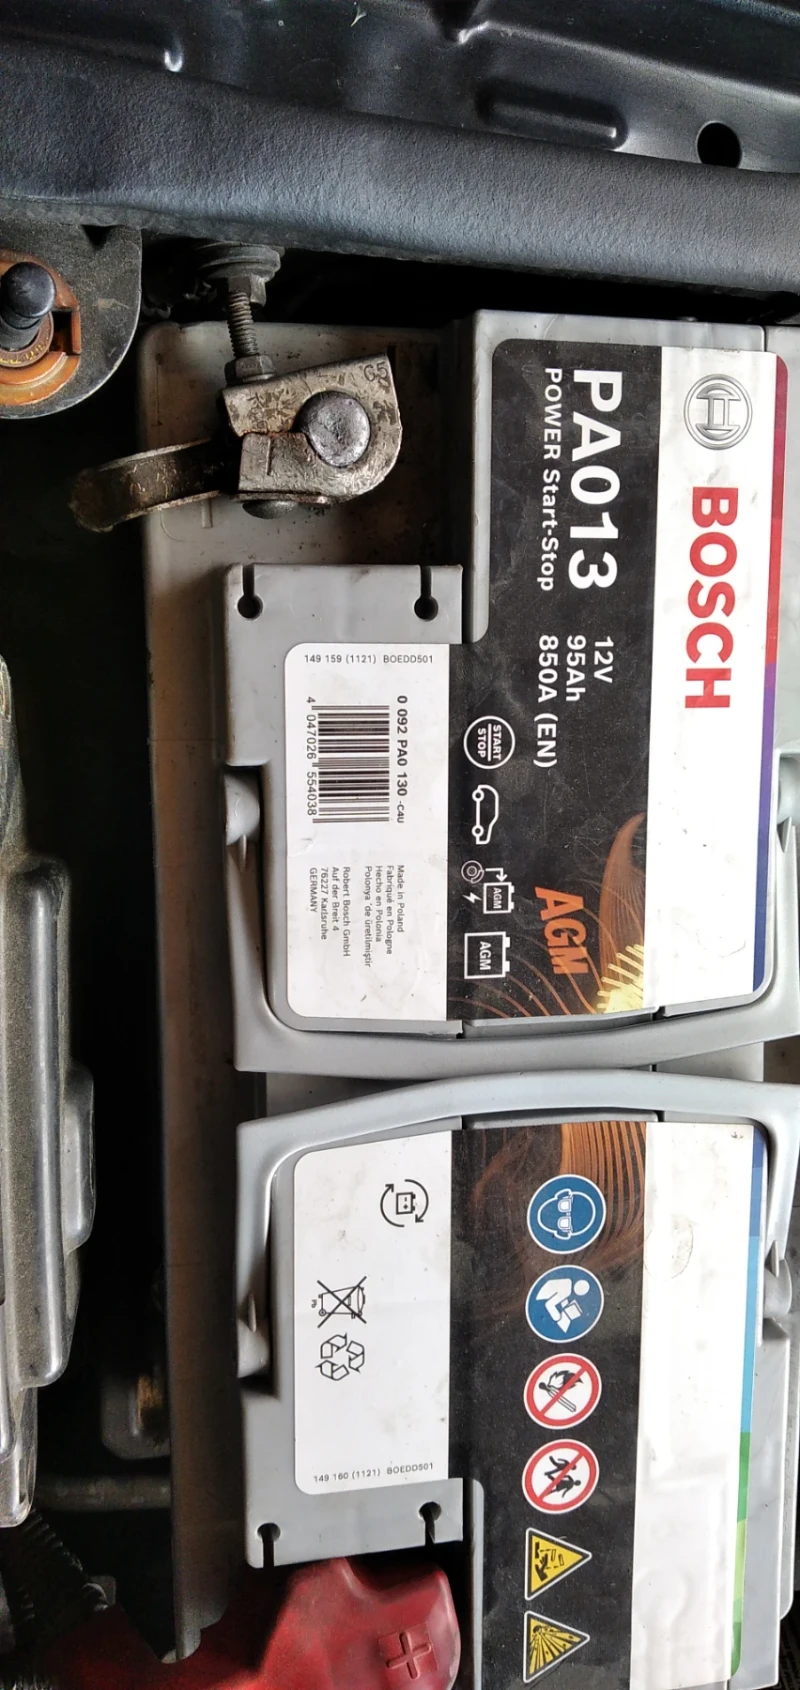 BOSCH
PA013
POWER Start-Stop
12V
95Ah
850A (EN)
START
STOP
AGM
AGM
AGM
149 159 (1121) BOEDD501
0 092 PA0 130 -C4U
4 047026 554038
Made in Poland
Fabriqué en Pologne
Hecho en Polonia
Polonya 'de üretilmiştir
Robert Bosch GmbH
Auf der Breit 4
76227 Karlsruhe
GERMANY
Pb
149 160 (1121) BOEDD501
+